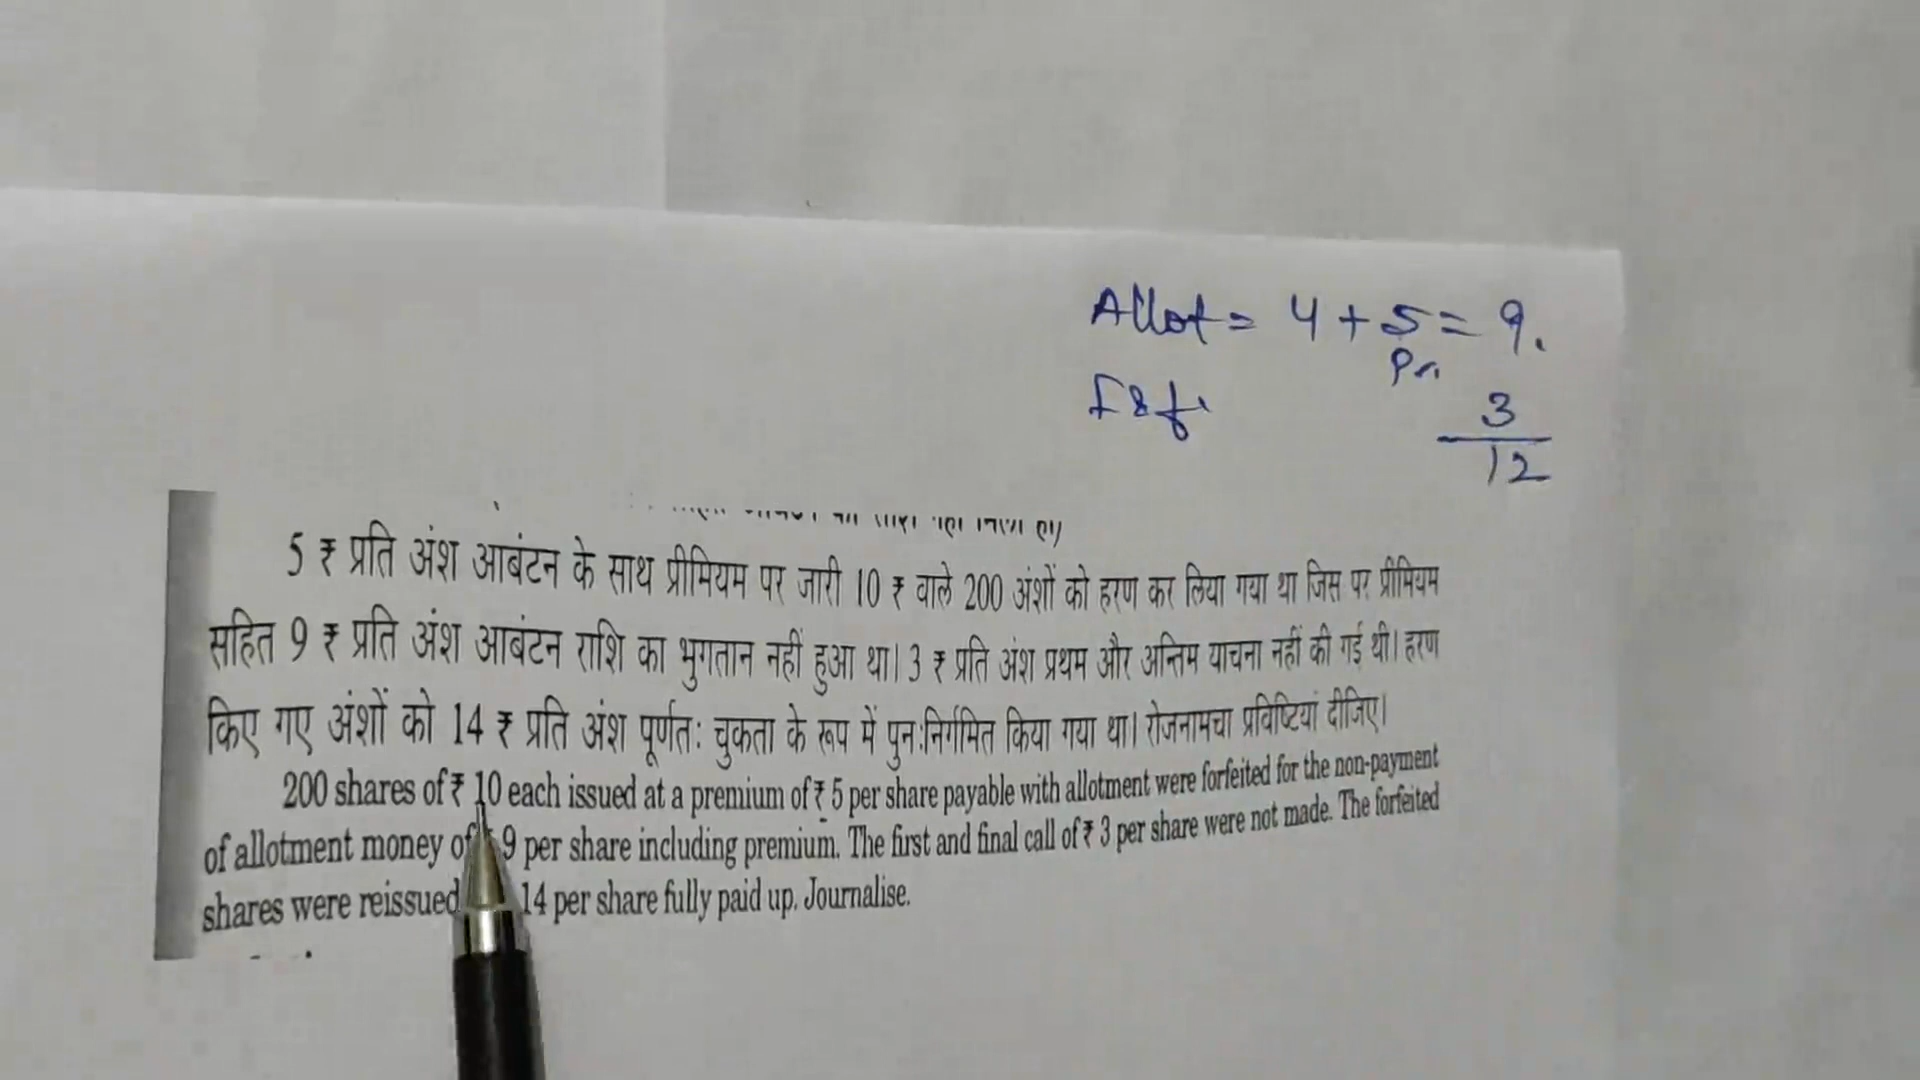 Allot = 4 + 5 = 9.
Pr.
F & f. 3
12
5 ₹ प्रति अंश आबंटन के साथ प्रीमियम पर जारी 10 ₹ वाले 200 अंशों को हरण कर लिया गया था जिस पर प्रीमियम
सहित 9 ₹ प्रति अंश आबंटन राशि का भुगतान नहीं हुआ था। 3 ₹ प्रति अंश प्रथम और अन्तिम याचना नहीं की गई थी। हरण
किए गए अंशों को 14 ₹ प्रति अंश पूर्णतः चुकता के रूप में पुन:निर्गमित किया गया था। रोजनामचा प्रविष्टियां दीजिए।
200 shares of ₹ 10 each issued at a premium of ₹ 5 per share payable with allotment were forfeited for the non-payment
of allotment money of 9 per share including premium. The first and final call of ₹ 3 per share were not made. The forfeited
shares were reissued 14 per share fully paid up. Journalise.